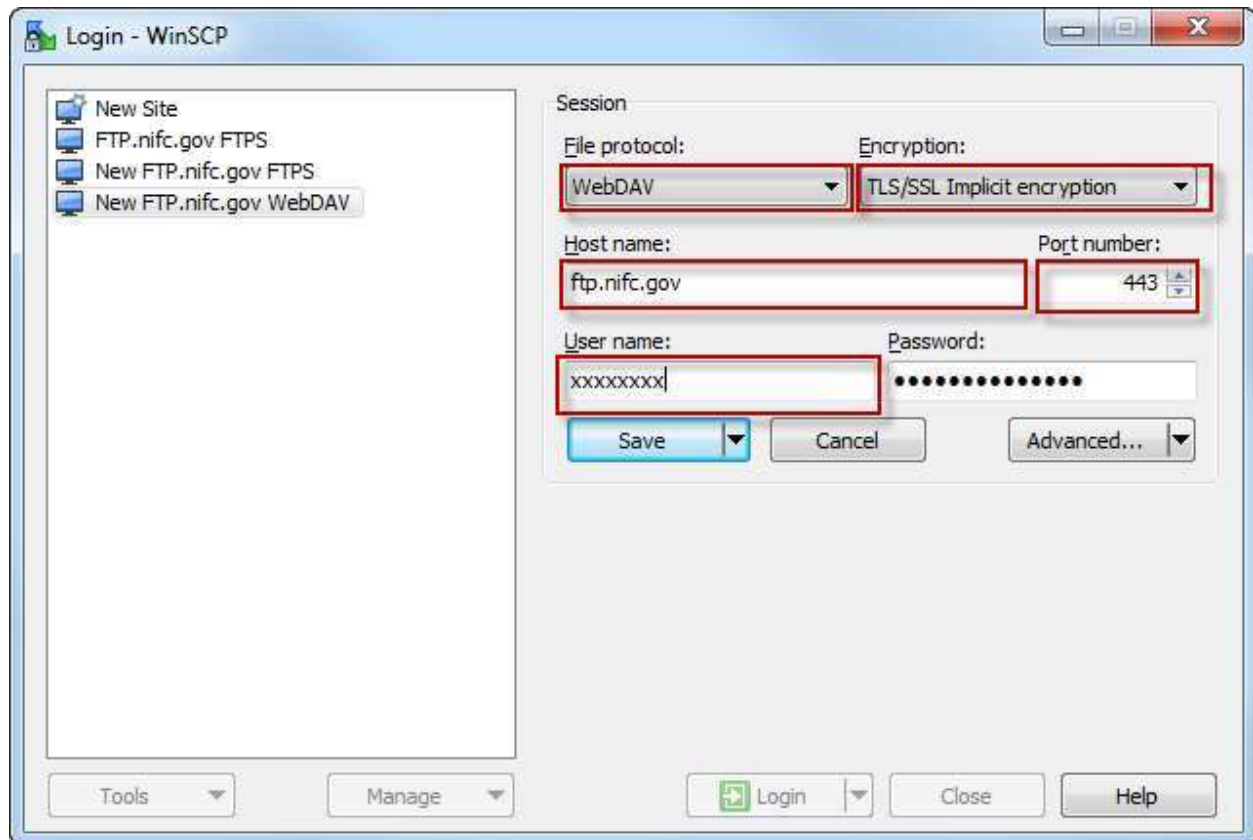 Login - WinSCP
New Site
FTP.nifc.gov FTPS
New FTP.nifc.gov FTPS
New FTP.nifc.gov WebDAV
Session
File protocol: Encryption:
WebDAV TLS/SSL Implicit encryption
Host name: Port number:
ftp.nifc.gov 443
User name: Password:
xxxxxxxx ••••••••••••••
Save Cancel Advanced...
Tools Manage Login Close Help